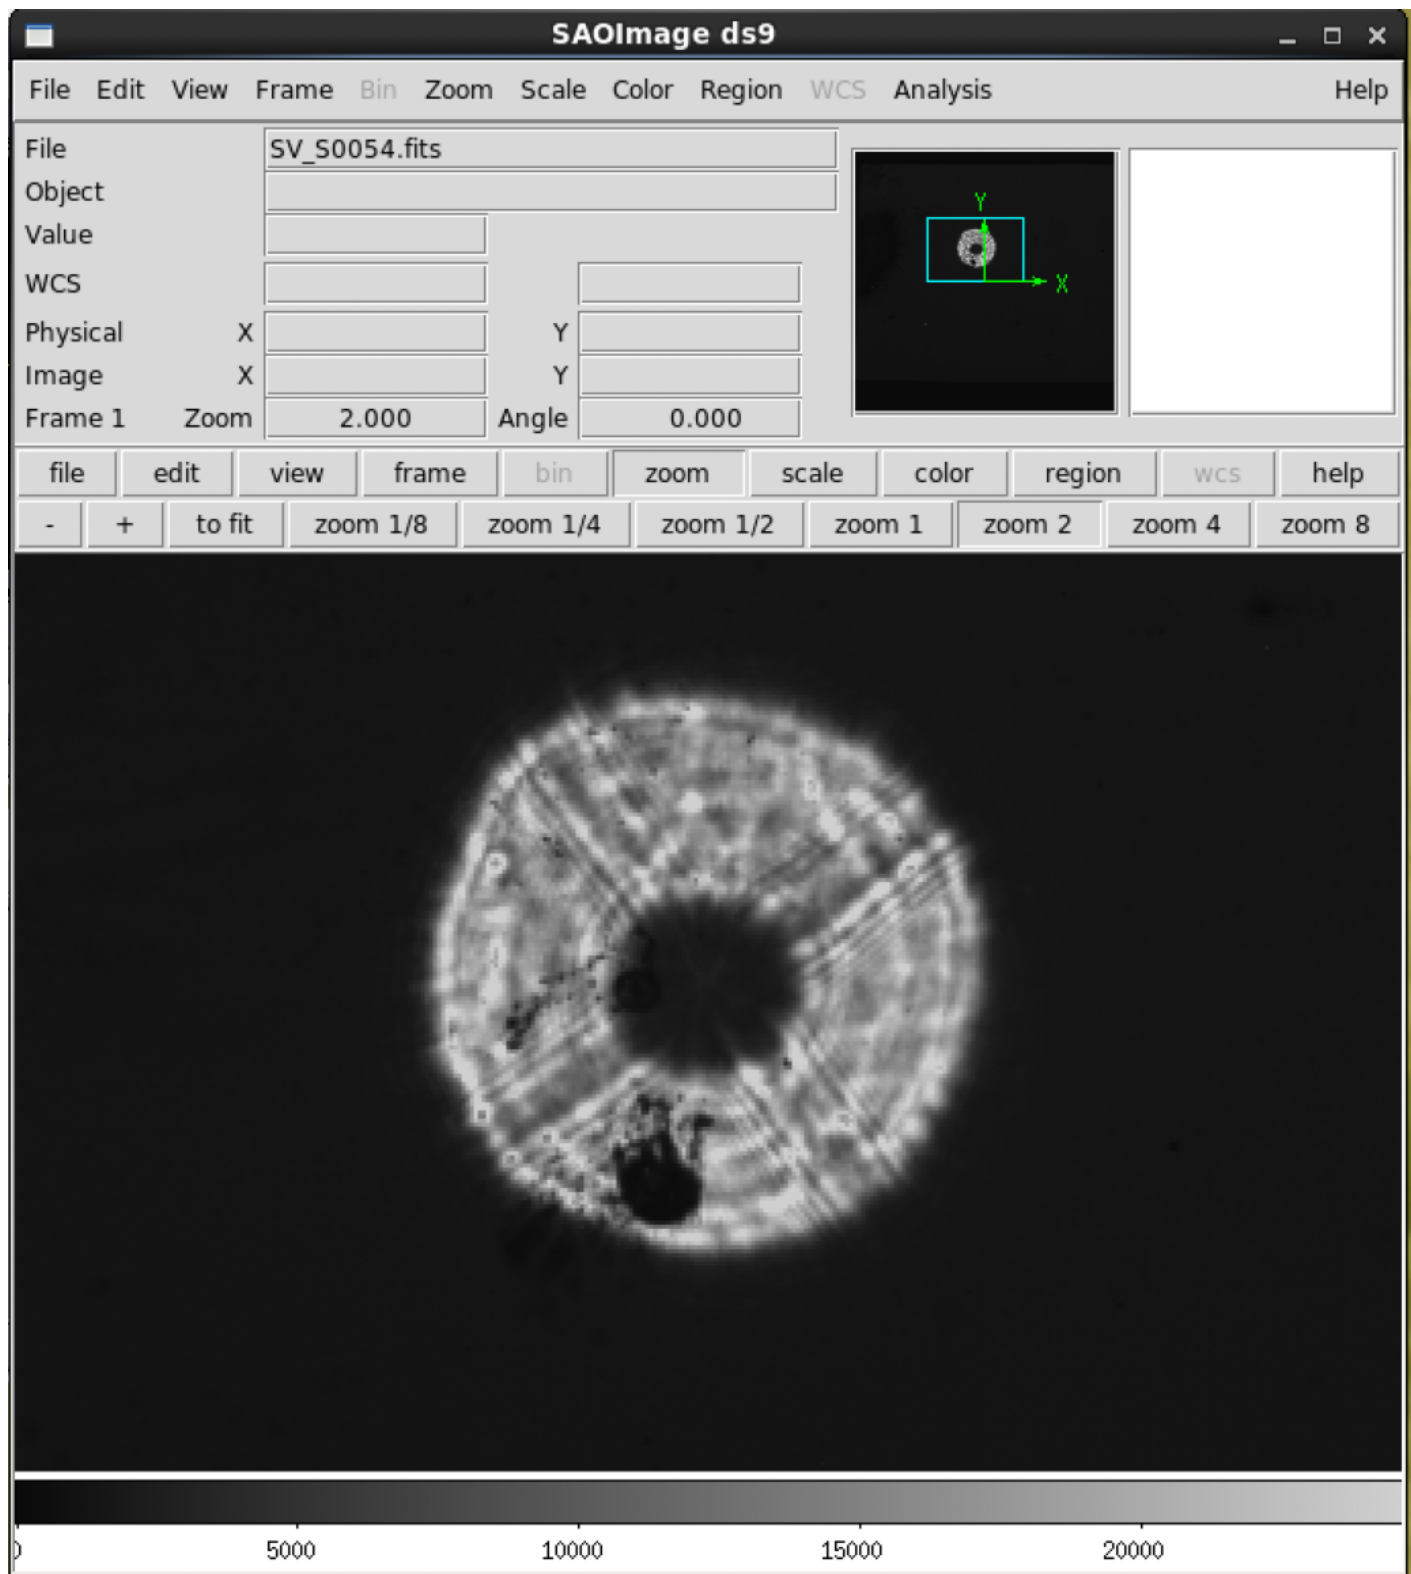 SAOImage ds9
File Edit View Frame Bin Zoom Scale Color Region WCS Analysis Help
File SV_S0054.fits
Object
Value
WCS
Physical X Y
Image X Y
Frame 1 Zoom 2.000 Angle 0.000
Y
X
file edit view frame bin zoom scale color region wcs help
- + to fit zoom 1/8 zoom 1/4 zoom 1/2 zoom 1 zoom 2 zoom 4 zoom 8
5000 10000 15000 20000